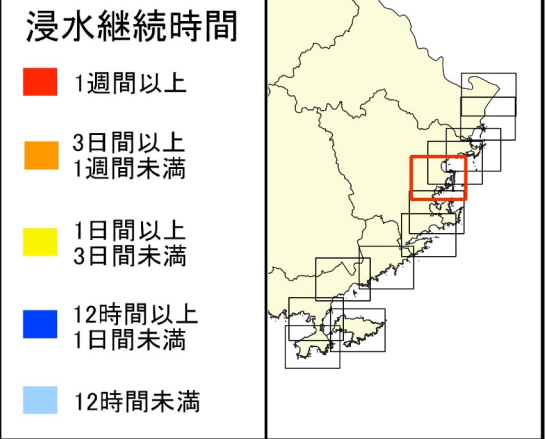 浸水継続時間
1週間以上
3日間以上
1週間未満
1日間以上
3日間未満
12時間以上
1日間未満
12時間未満